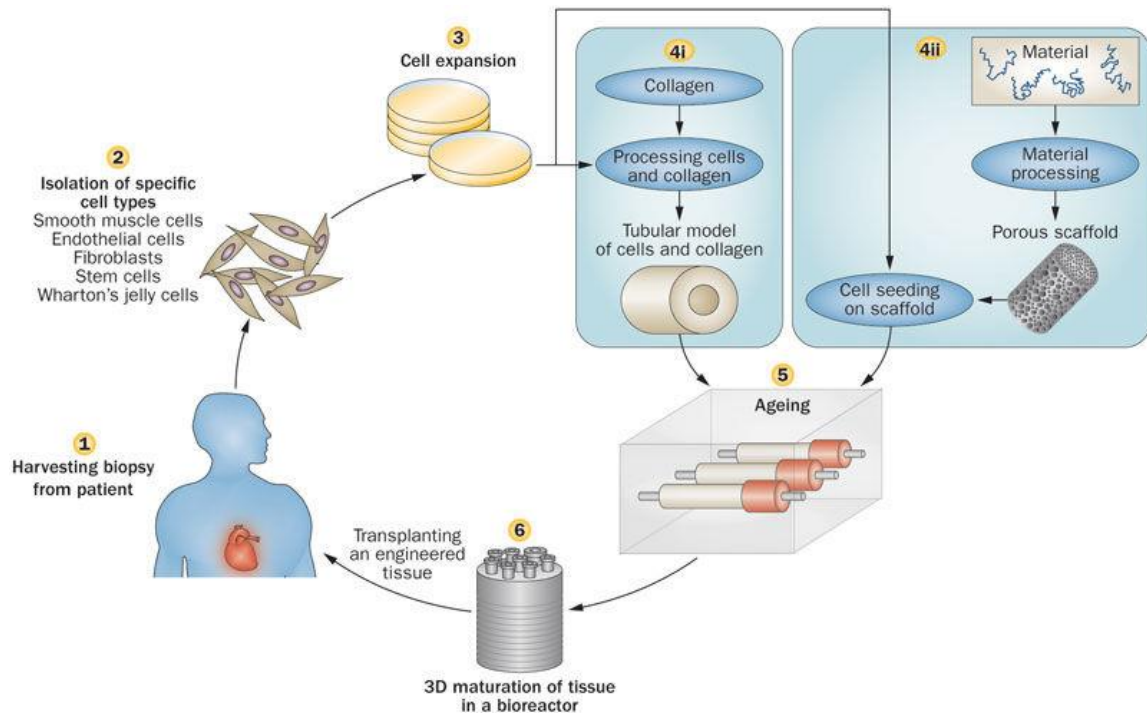 1
Harvesting biopsy
from patient
2
Isolation of specific
cell types
Smooth muscle cells
Endothelial cells
Fibroblasts
Stem cells
Wharton's jelly cells
3
Cell expansion
4i
Collagen
Processing cells
and collagen
Tubular model
of cells and collagen
4ii
Material
Material
processing
Porous scaffold
Cell seeding
on scaffold
5
Ageing
6
3D maturation of tissue
in a bioreactor
Transplanting
an engineered
tissue